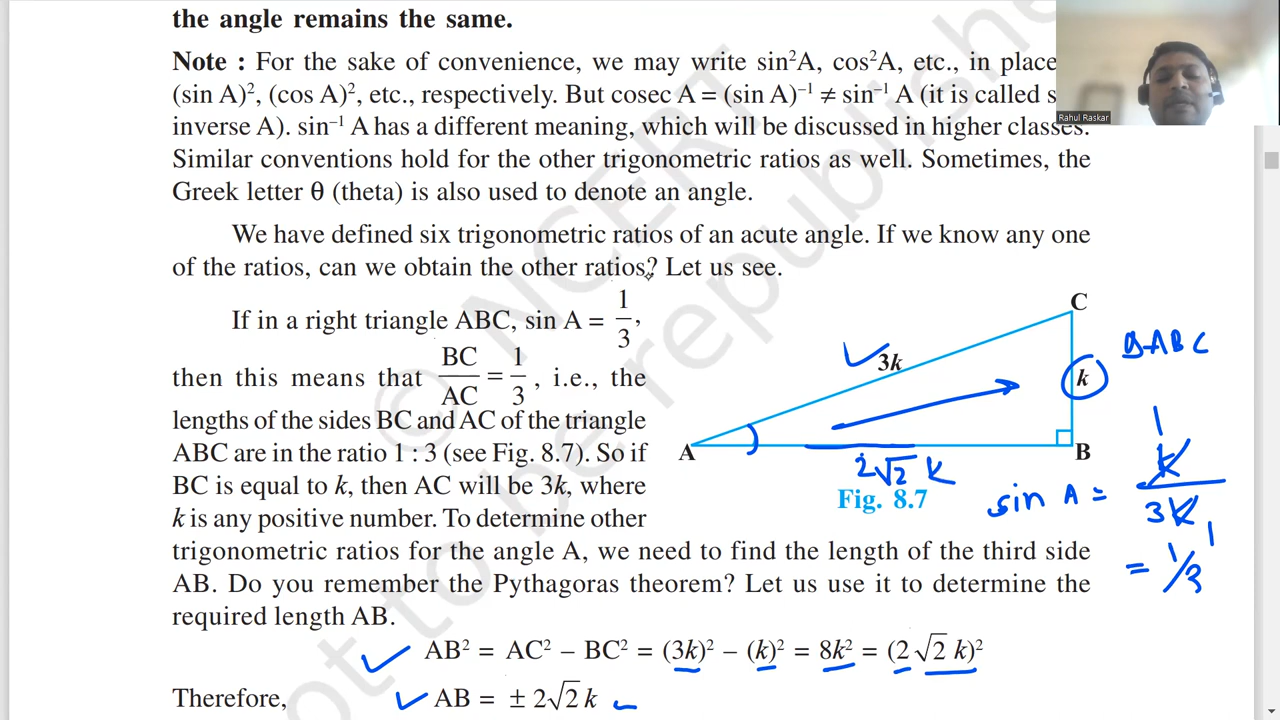 the angle remains the same.
Note : For the sake of convenience, we may write sin²A, cos²A, etc., in place
(sin A)², (cos A)², etc., respectively. But cosec A = (sin A)⁻¹ ≠ sin⁻¹ A (it is called s
inverse A). sin⁻¹ A has a different meaning, which will be discussed in higher classes.
Similar conventions hold for the other trigonometric ratios as well. Sometimes, the
Greek letter θ (theta) is also used to denote an angle.
We have defined six trigonometric ratios of an acute angle. If we know any one
of the ratios, can we obtain the other ratios? Let us see.
If in a right triangle ABC, sin A = 1/3,
then this means that BC/AC = 1/3, i.e., the
lengths of the sides BC and AC of the triangle
ABC are in the ratio 1 : 3 (see Fig. 8.7). So if
BC is equal to k, then AC will be 3k, where
k is any positive number. To determine other
trigonometric ratios for the angle A, we need to find the length of the third side
AB. Do you remember the Pythagoras theorem? Let us use it to determine the
required length AB.
AB² = AC² – BC² = (3k)² – (k)² = 8k² = (2√2 k)²
Therefore, AB = ± 2√2 k
C
3k
k
A
B
2√2 k
Fig. 8.7
ABC
sin A = k/3k
1
1
= 1/3
Rahul Raskar
© NCERT
not to be republished